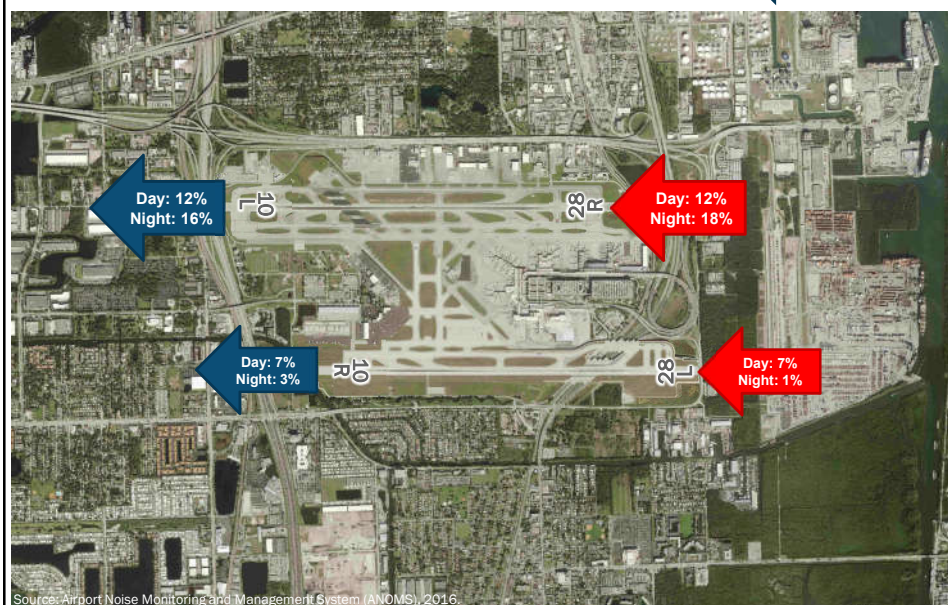 Day: 12%
Night: 16%
10
L
28
R
Day: 12%
Night: 18%
Day: 7%
Night: 3%
10
R
28
L
Day: 7%
Night: 1%
Source: Airport Noise Monitoring and Management System (ANOMS), 2016.